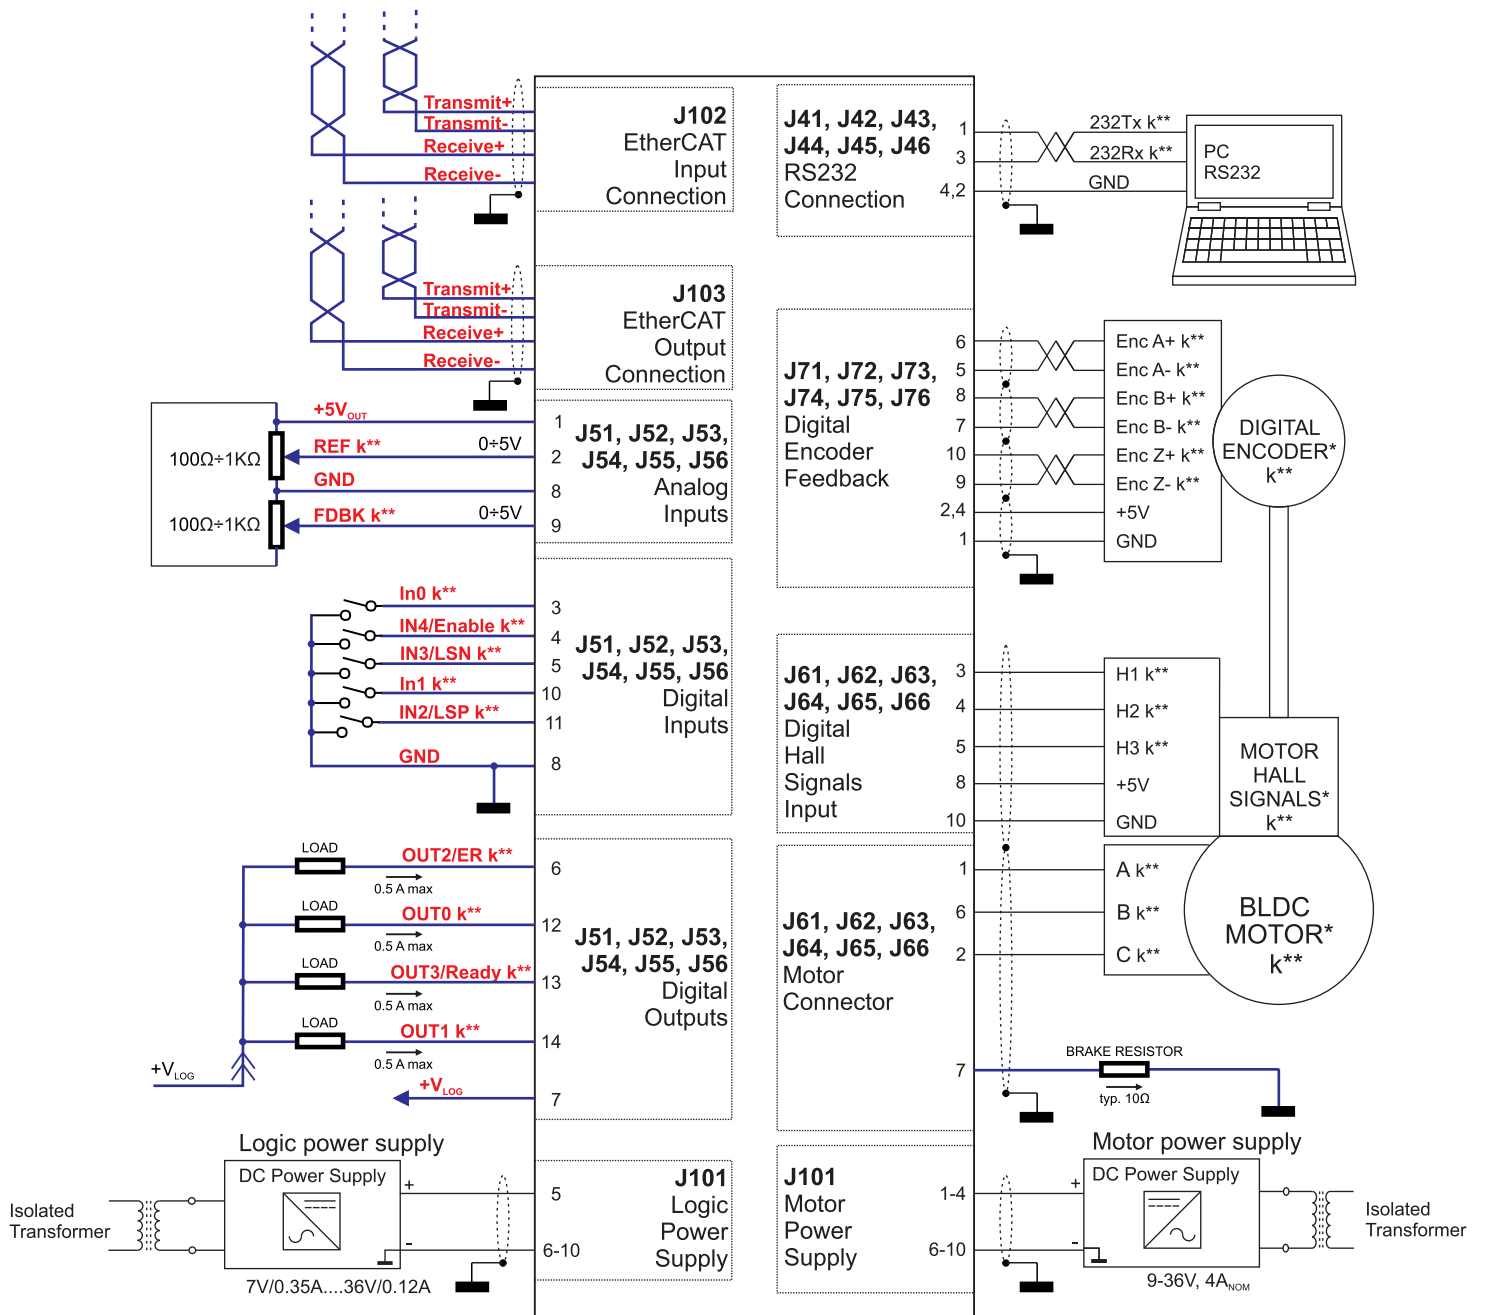 Transmit+
Transmit-
Receive+
Receive-
J102
EtherCAT
Input
Connection
Transmit+
Transmit-
Receive+
Receive-
J103
EtherCAT
Output
Connection
+5VOUT
1
100Ω÷1KΩ
REF k**
0÷5V
2
GND
8
100Ω÷1KΩ
FDBK k**
0÷5V
9
J51, J52, J53,
J54, J55, J56
Analog
Inputs
In0 k**
3
IN4/Enable k**
4
IN3/LSN k**
5
In1 k**
10
IN2/LSP k**
11
GND
8
J51, J52, J53,
J54, J55, J56
Digital
Inputs
LOAD
OUT2/ER k**
0.5 A max
6
LOAD
OUT0 k**
0.5 A max
12
LOAD
OUT3/Ready k**
0.5 A max
13
LOAD
OUT1 k**
0.5 A max
14
+VLOG
+VLOG
7
J51, J52, J53,
J54, J55, J56
Digital
Outputs
Logic power supply
DC Power Supply
Isolated
Transformer
+
-
7V/0.35A....36V/0.12A
5
6-10
J101
Logic
Power
Supply
J41, J42, J43,
J44, J45, J46
RS232
Connection
1
3
4,2
232Tx k**
232Rx k**
GND
PC
RS232
J71, J72, J73,
J74, J75, J76
Digital
Encoder
Feedback
6
5
8
7
10
9
2,4
1
Enc A+ k**
Enc A- k**
Enc B+ k**
Enc B- k**
Enc Z+ k**
Enc Z- k**
+5V
GND
DIGITAL
ENCODER*
k**
J61, J62, J63,
J64, J65, J66
Digital
Hall
Signals
Input
3
4
5
8
10
H1 k**
H2 k**
H3 k**
+5V
GND
MOTOR
HALL
SIGNALS*
k**
J61, J62, J63,
J64, J65, J66
Motor
Connector
1
6
2
A k**
B k**
C k**
BLDC
MOTOR*
k**
7
BRAKE RESISTOR
typ. 10Ω
Motor power supply
J101
Motor
Power
Supply
1-4
6-10
+
-
DC Power Supply
9-36V, 4ANOM
Isolated
Transformer